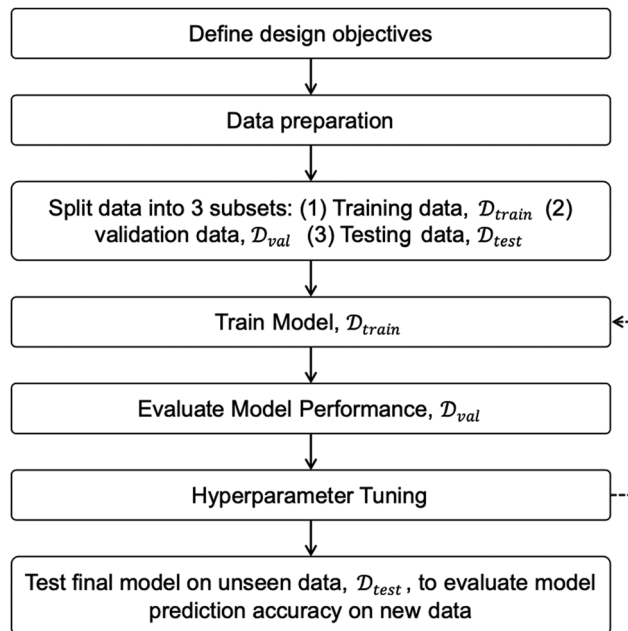 Define design objectives
Data preparation
Split data into 3 subsets: (1) Training data, 𝒟train (2)
validation data, 𝒟val (3) Testing data, 𝒟test
Train Model, 𝒟train
Evaluate Model Performance, 𝒟val
Hyperparameter Tuning
Test final model on unseen data, 𝒟test, to evaluate model
prediction accuracy on new data